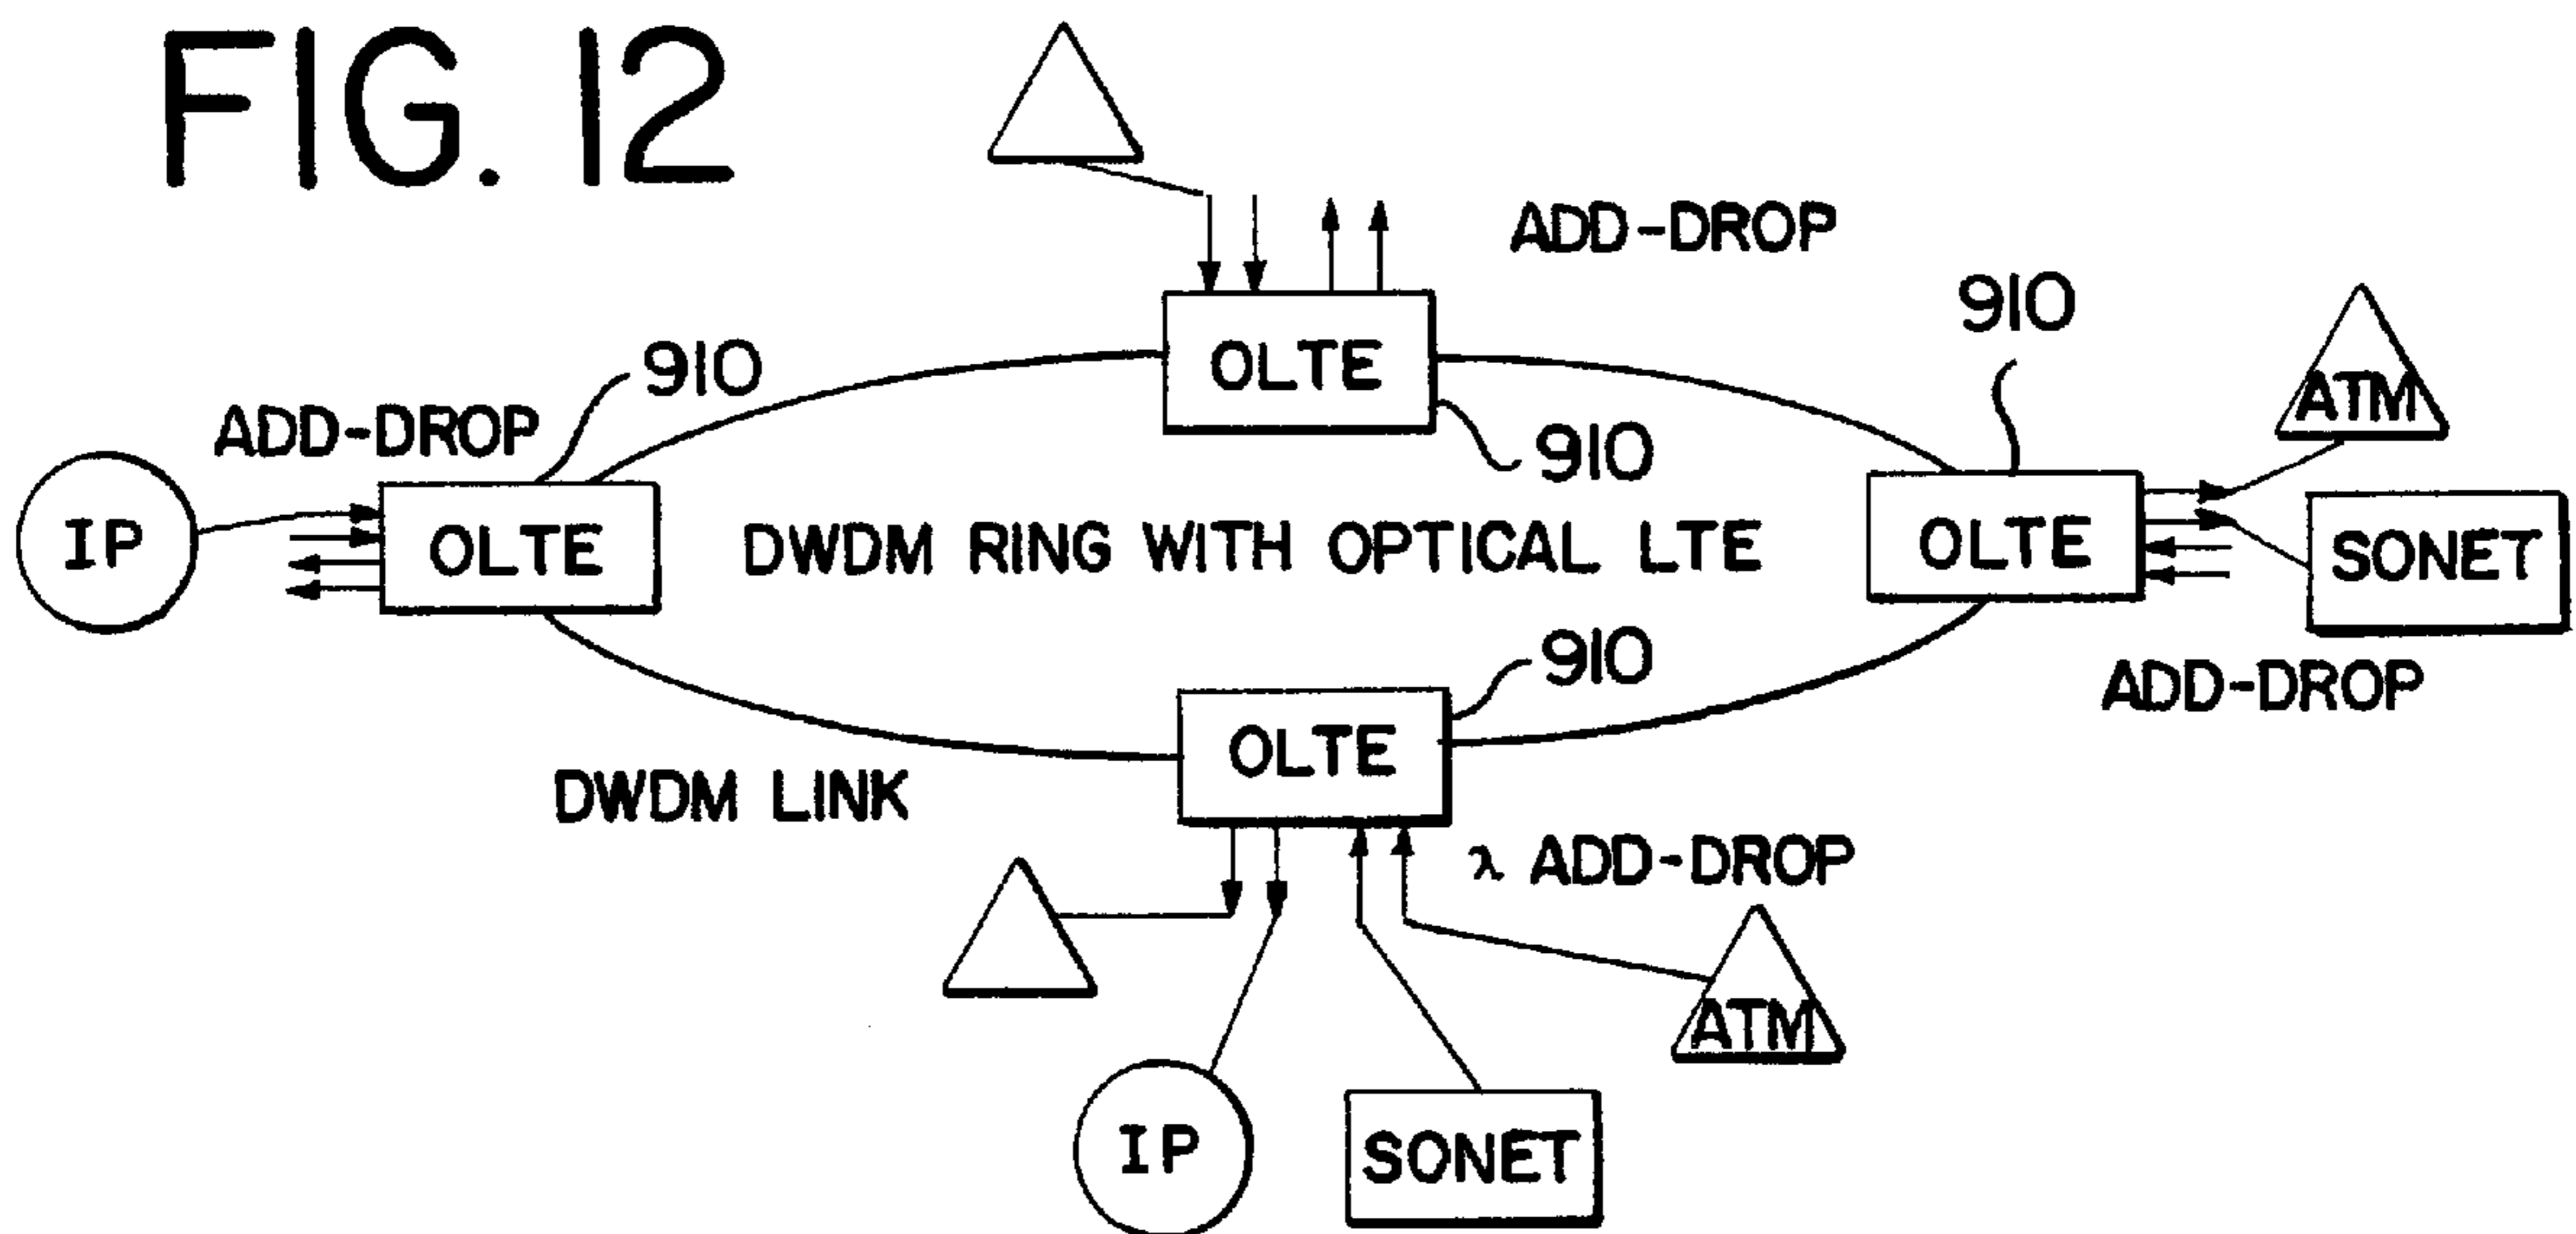 FIG. 12
ADD-DROP
910
910
ATM
ADD-DROP
OLTE
910
IP
OLTE
DWDM RING WITH OPTICAL LTE
OLTE
SONET
910
ADD-DROP
OLTE
DWDM LINK
λ ADD-DROP
ATM
IP
SONET